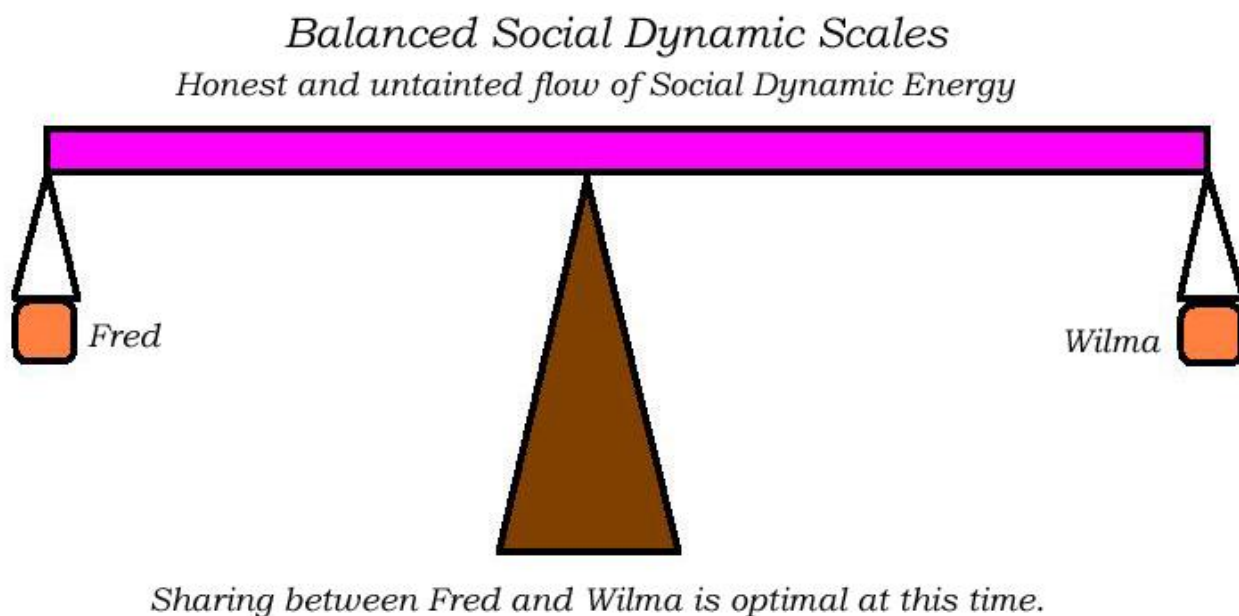 Balanced Social Dynamic Scales
Honest and untainted flow of Social Dynamic Energy
Fred
Wilma
Sharing between Fred and Wilma is optimal at this time.